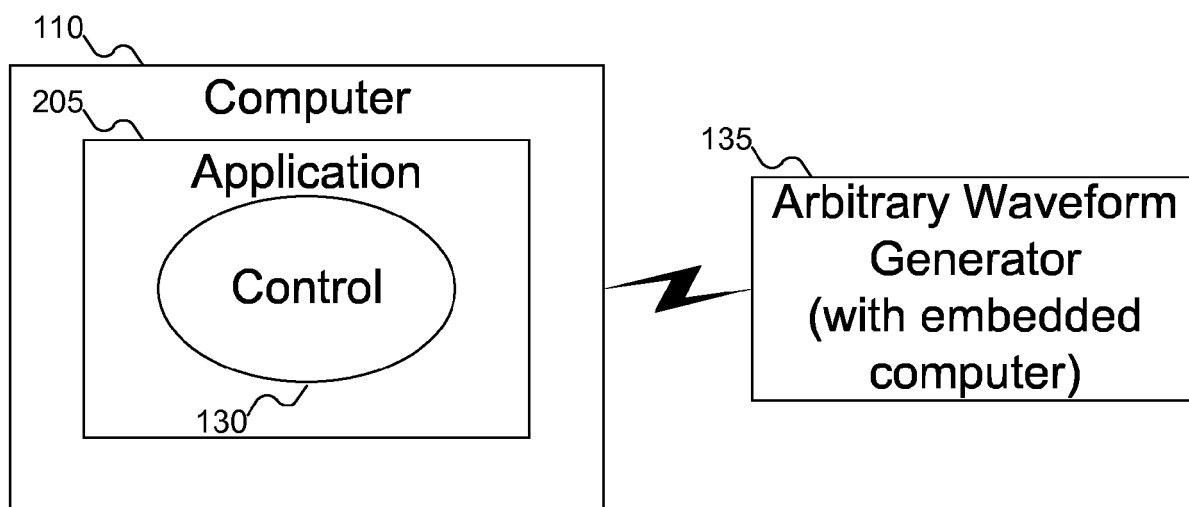 110
Computer
205
Application
Control
130
135
Arbitrary Waveform
Generator
(with embedded
computer)